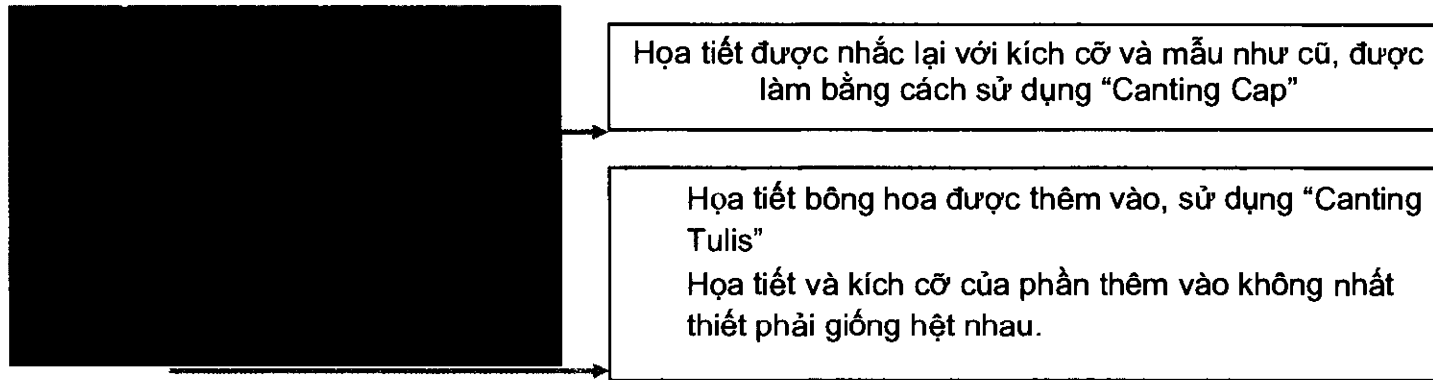 Họa tiết được nhắc lại với kích cỡ và mẫu như cũ, được
làm bằng cách sử dụng “Canting Cap”
Họa tiết bông hoa được thêm vào, sử dụng “Canting
Tulis”
Họa tiết và kích cỡ của phần thêm vào không nhất
thiết phải giống hệt nhau.